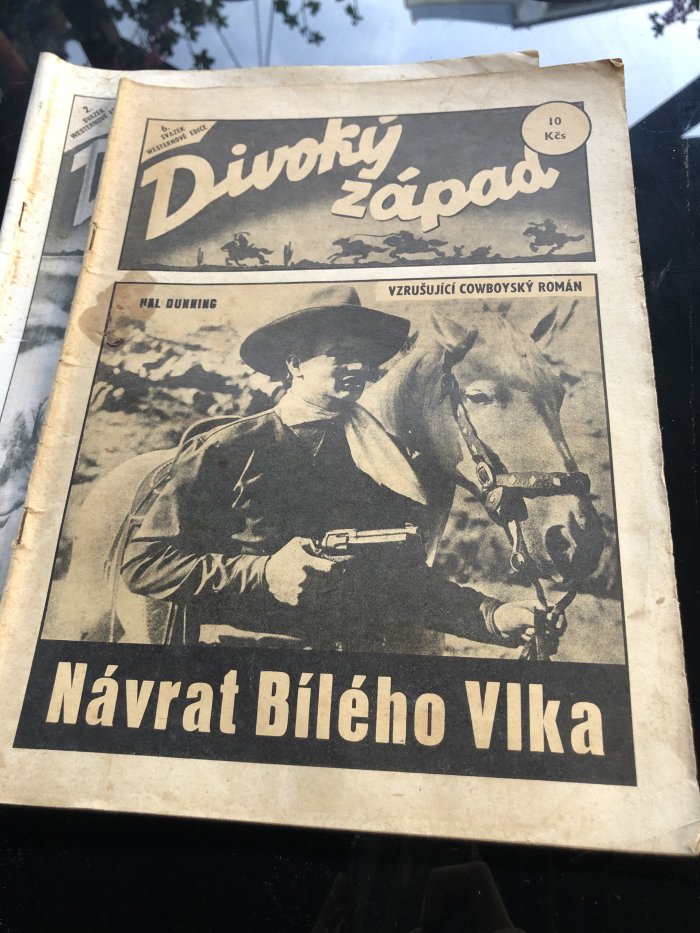 2.
SVAZEK
WESTERNOVÉ
6.
SVAZEK
WESTERNOVÉ EDICE
10
Kčs
Divoký
západ
VZRUŠUJÍCÍ COWBOYSKÝ ROMÁN
HAL DUNNING
Návrat Bílého Vlka